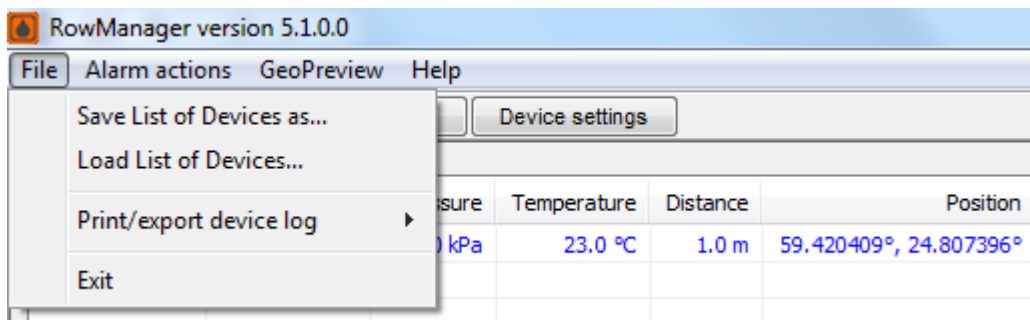 RowManager version 5.1.0.0
File Alarm actions GeoPreview Help
Save List of Devices as...
Device settings
Load List of Devices...
Temperature Distance Position
Print/export device log
kPa 23.0 °C 1.0 m 59.420409°, 24.807396°
Exit